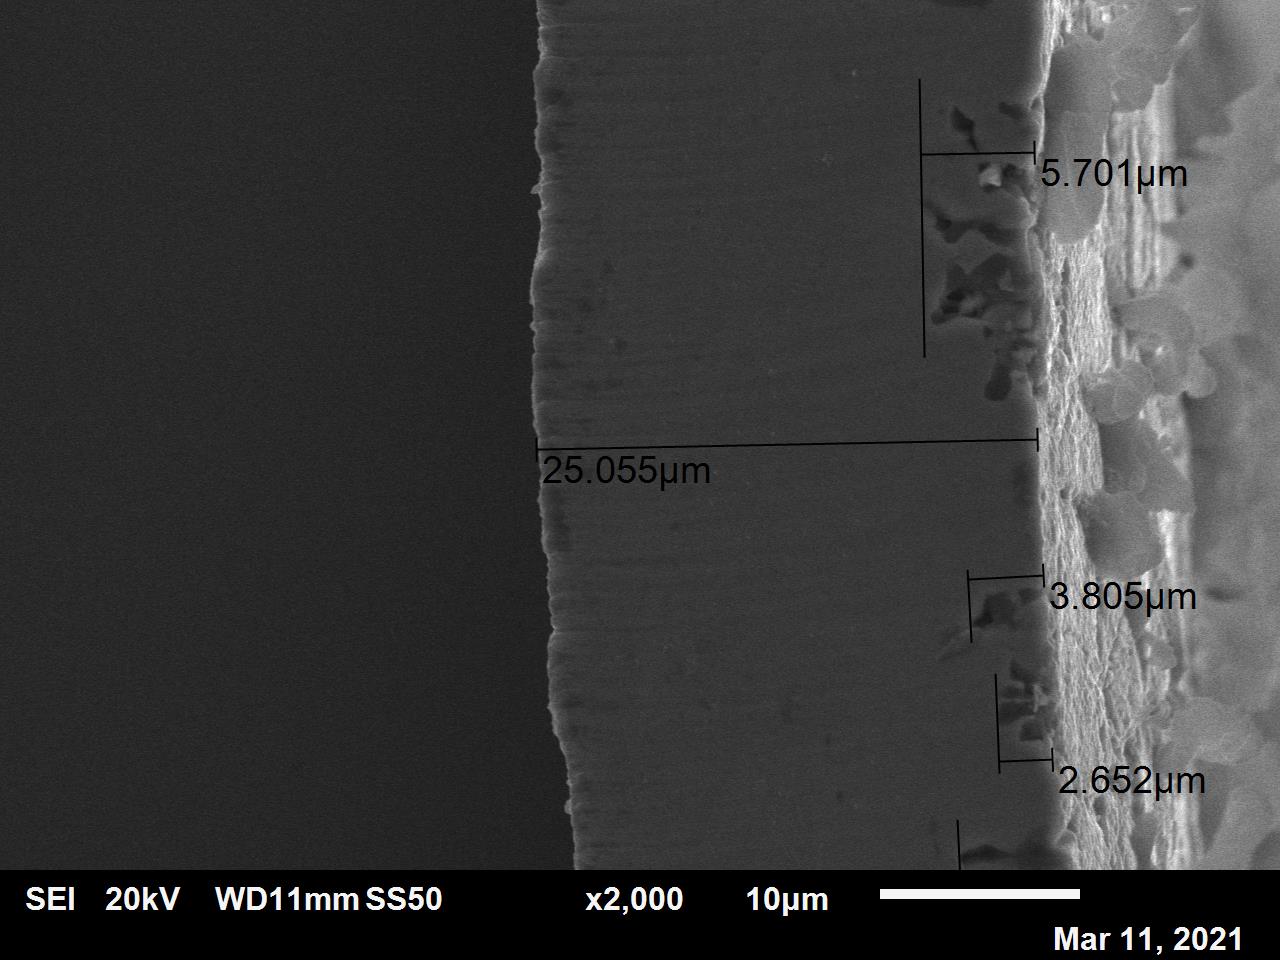 5.701µm
25.055µm
3.805µm
2.652µm
SEI 20kV WD11mm SS50 x2,000 10µm
Mar 11, 2021